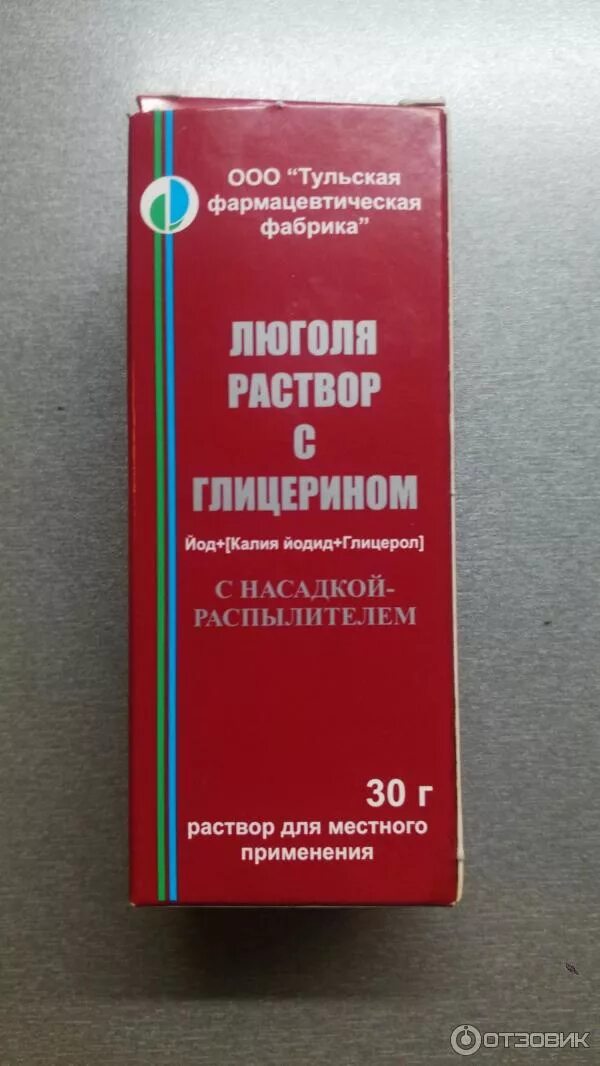 ООО “Тульская
фармацевтическая
фабрика”
ЛЮГОЛЯ
РАСТВОР
С
ГЛИЦЕРИНОМ
Йод+[Калия йодид+Глицерол]
С НАСАДКОЙ-
РАСПЫЛИТЕЛЕМ
30 г
раствор для местного
применения
ОТЗОВИК